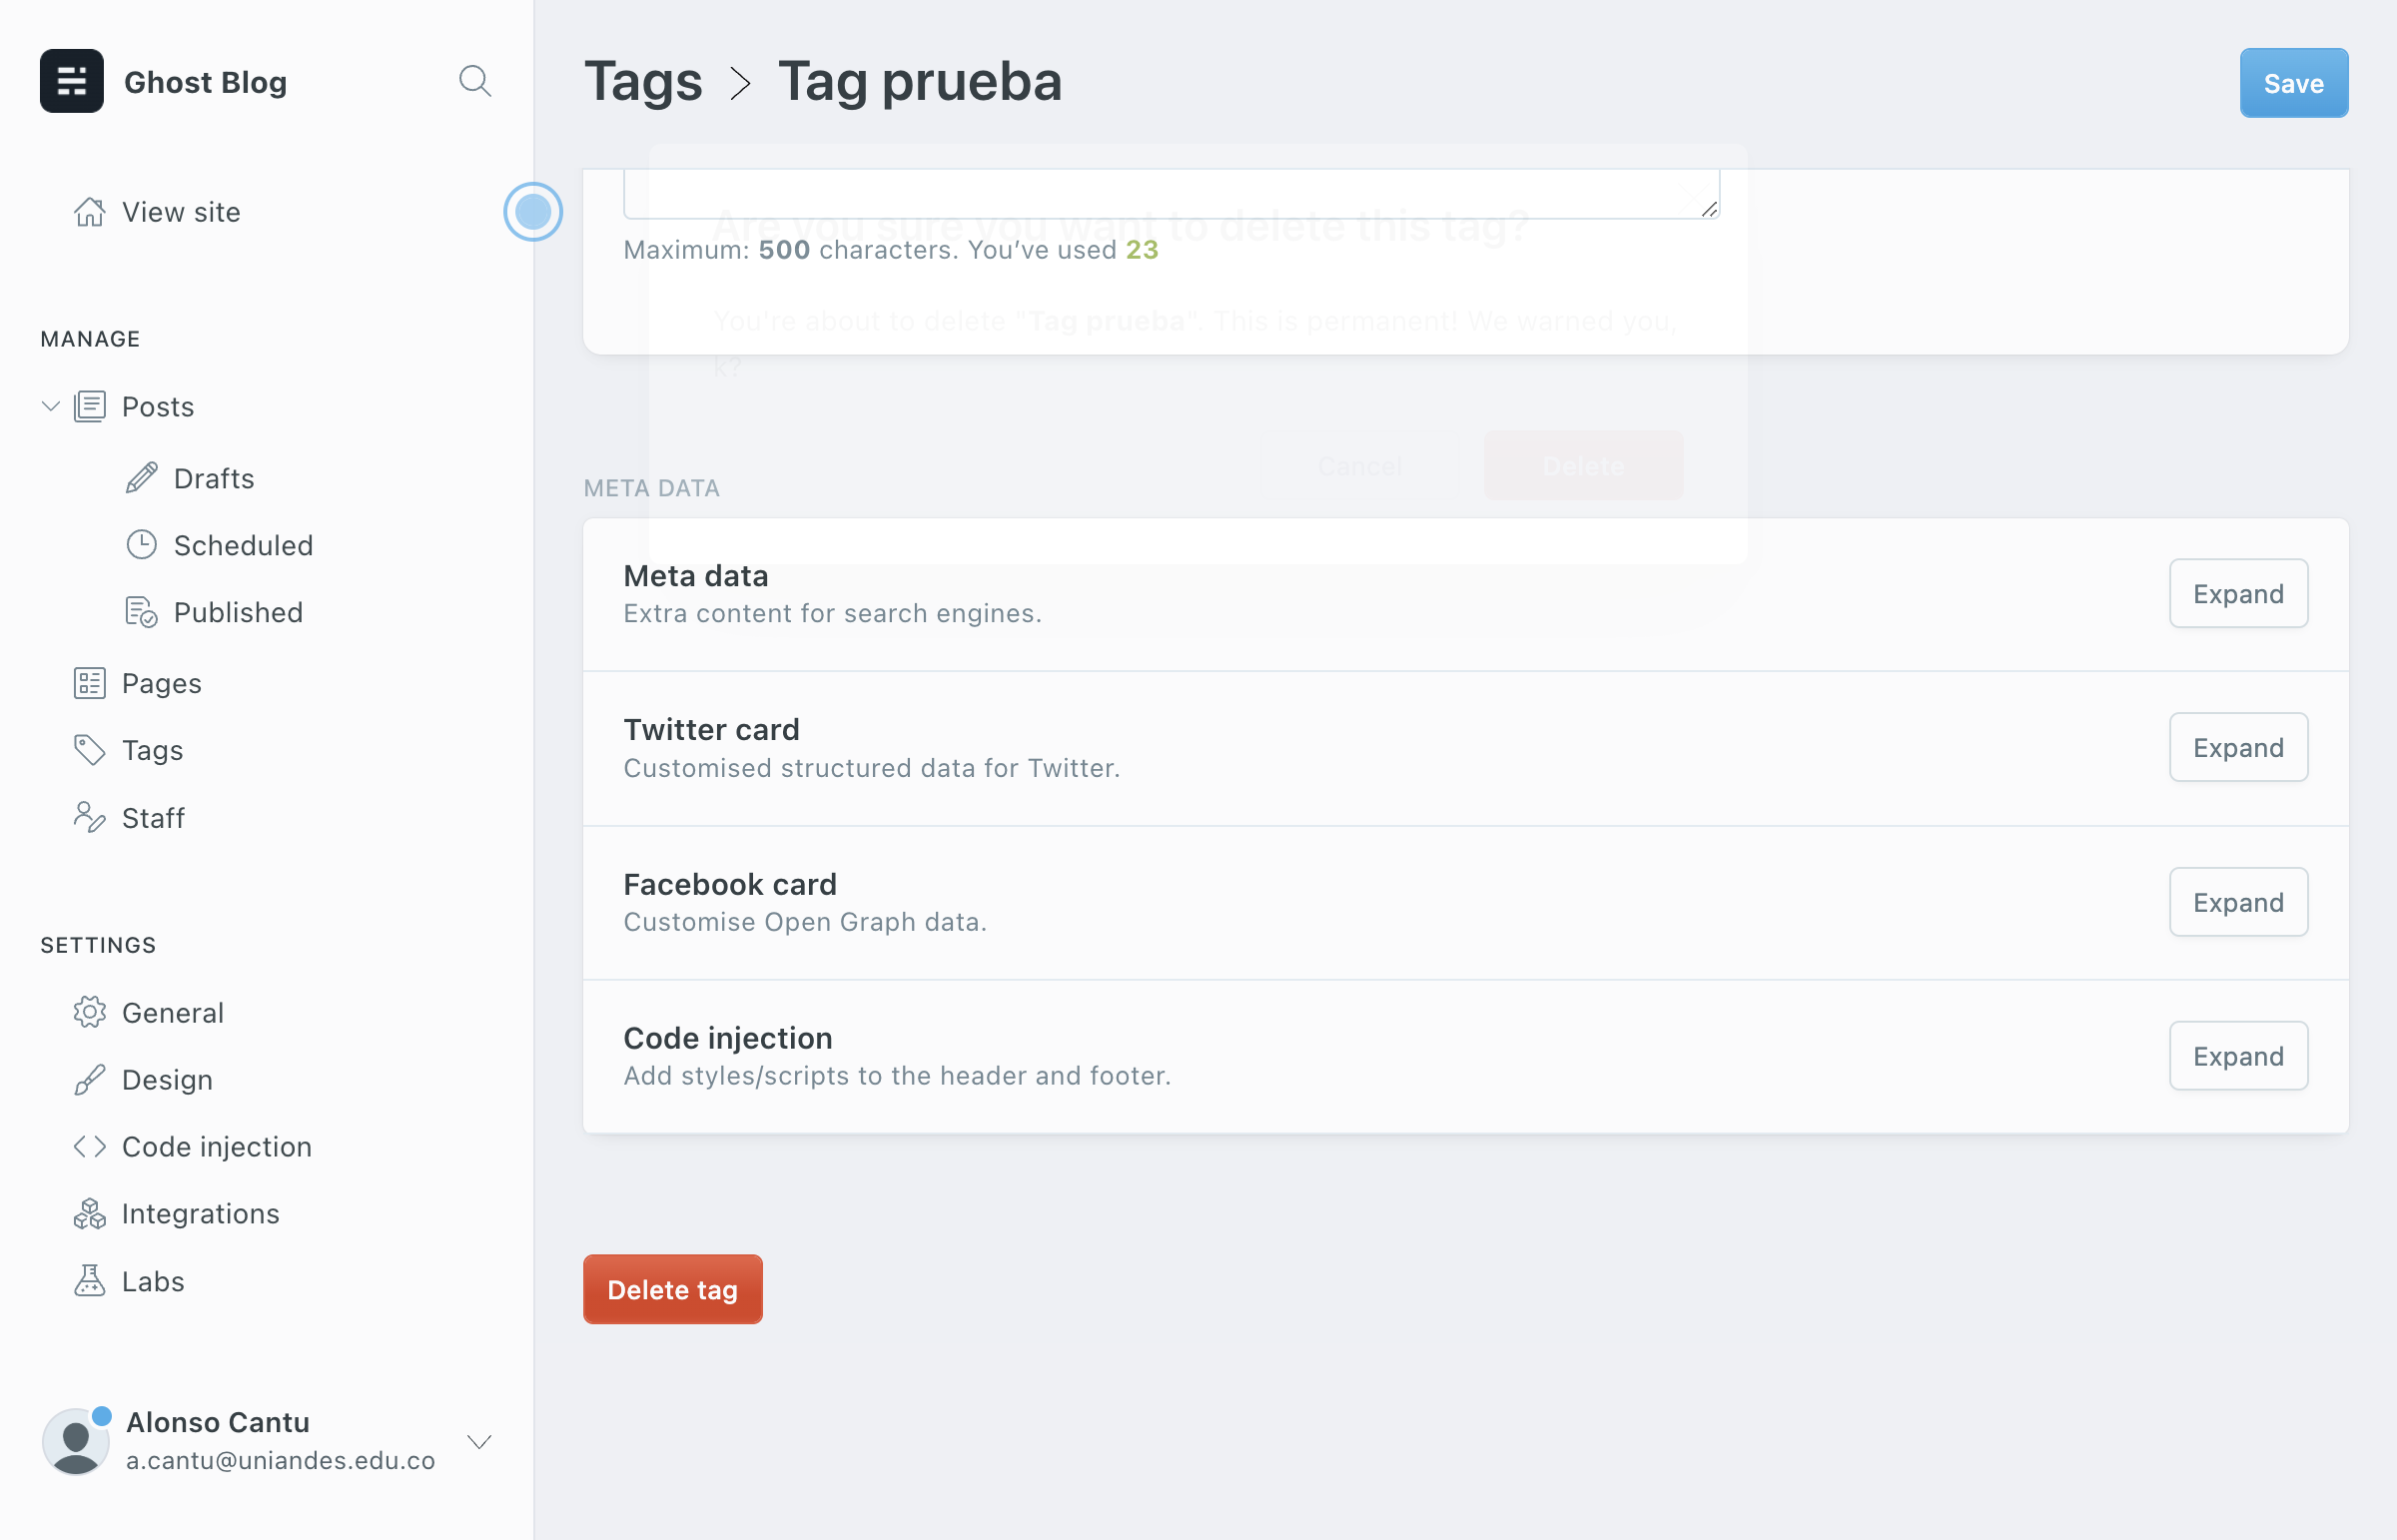 Ghost Blog
View site
MANAGE
Posts
Drafts
Scheduled
Published
Pages
Tags
Staff
SETTINGS
General
Design
Code injection
Integrations
Labs
Alonso Cantu
a.cantu@uniandes.edu.co
Tags > Tag prueba
Save
Are you sure you want to delete this tag?
Maximum: 500 characters. You’ve used 23
You're about to delete "Tag prueba". This is permanent! We warned you,
k?
Cancel
Delete
META DATA
Meta data
Extra content for search engines.
Expand
Twitter card
Customised structured data for Twitter.
Expand
Facebook card
Customise Open Graph data.
Expand
Code injection
Add styles/scripts to the header and footer.
Expand
Delete tag